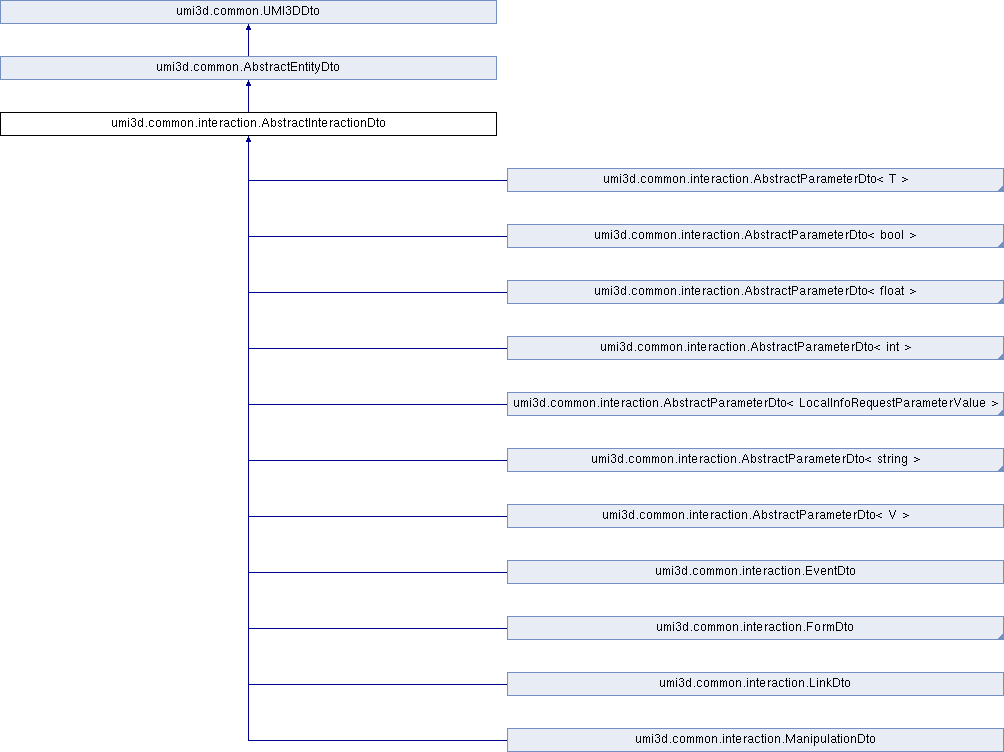 umi3d.common.UMI3DDto
umi3d.common.AbstractEntityDto
umi3d.common.interaction.AbstractInteractionDto
umi3d.common.interaction.AbstractParameterDto< T >
umi3d.common.interaction.AbstractParameterDto< bool >
umi3d.common.interaction.AbstractParameterDto< float >
umi3d.common.interaction.AbstractParameterDto< int >
umi3d.common.interaction.AbstractParameterDto< LocalInfoRequestParameterValue >
umi3d.common.interaction.AbstractParameterDto< string >
umi3d.common.interaction.AbstractParameterDto< V >
umi3d.common.interaction.EventDto
umi3d.common.interaction.FormDto
umi3d.common.interaction.LinkDto
umi3d.common.interaction.ManipulationDto